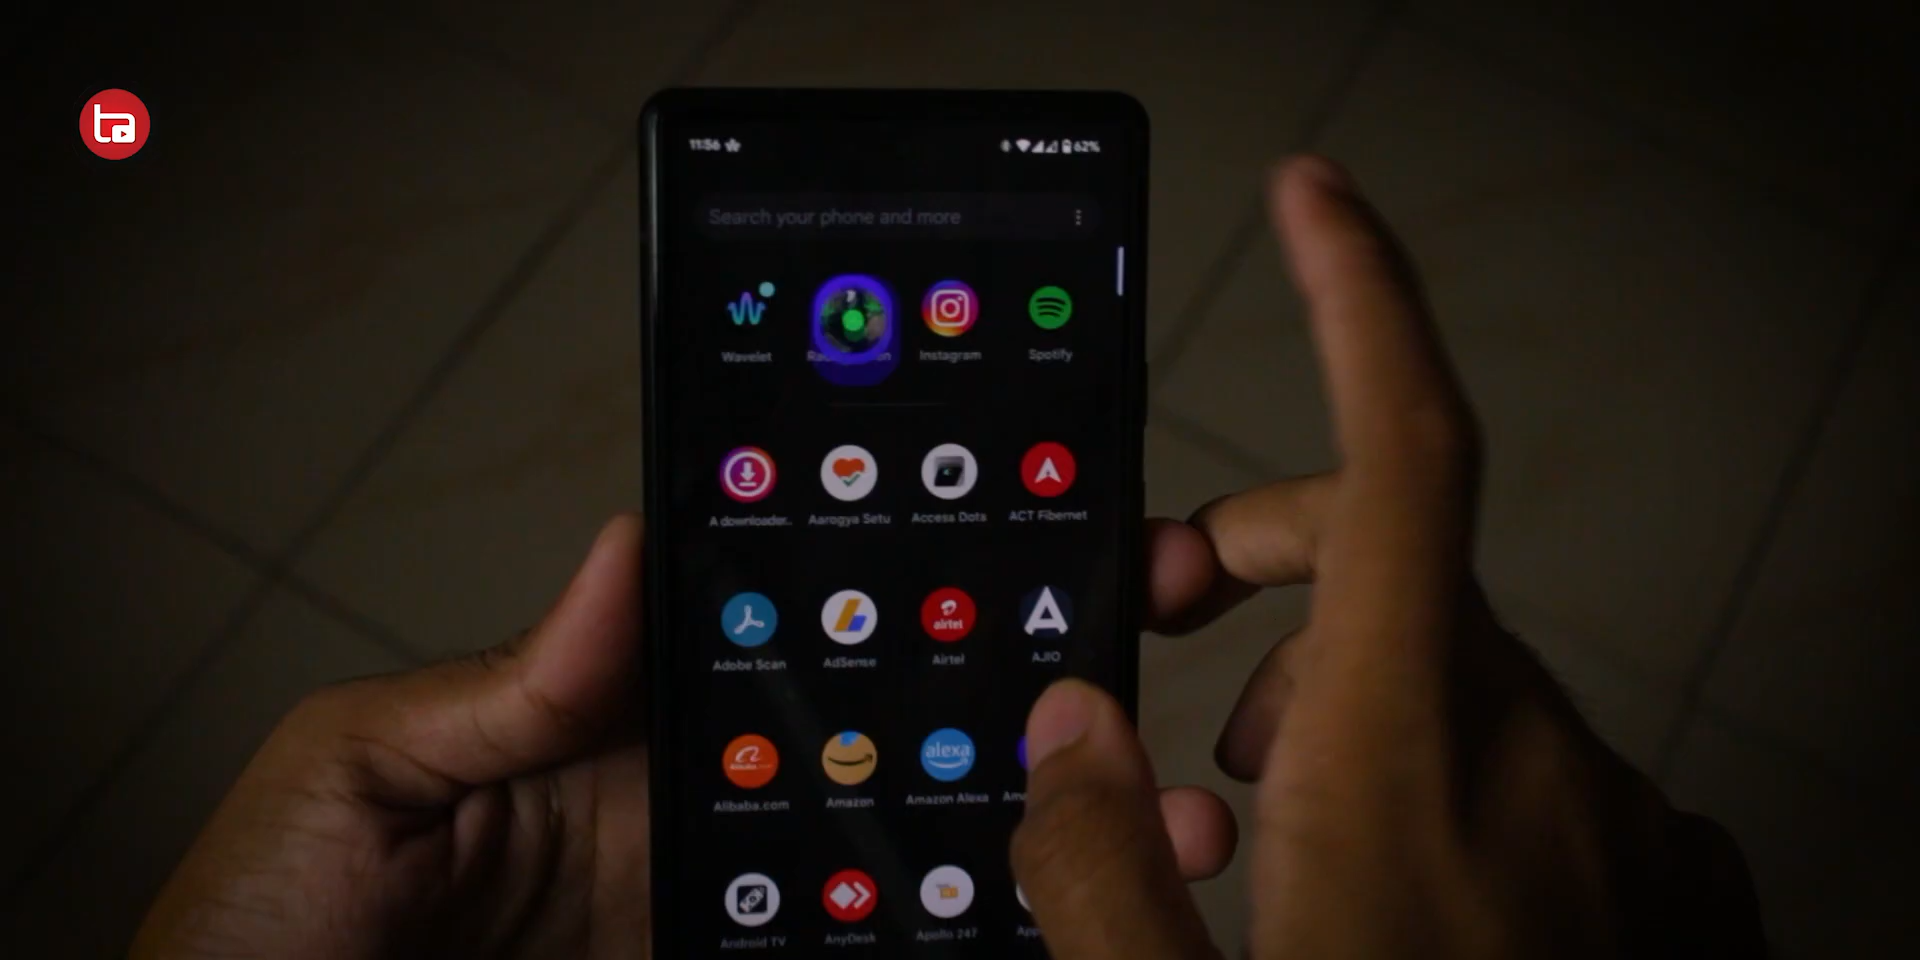 ta
11:56
62%
Search your phone and more
Wavelet
Instagram
Spotify
A downloader..
Aarogya Setu
Access Dots
ACT Fibernet
airtel
Adobe Scan
AdSense
Airtel
AJIO
alexa
Alibaba.com
Amazon
Amazon Alexa
Android TV
AnyDesk
Apollo 247